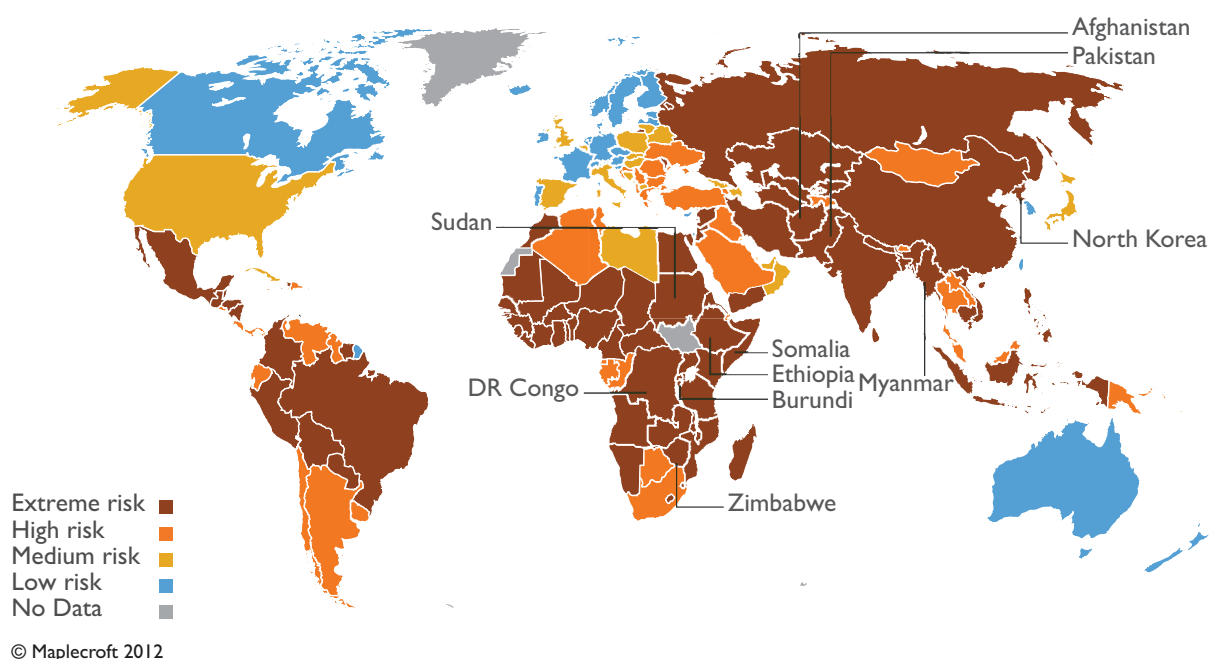 Afghanistan
Pakistan
Sudan
North Korea
Somalia
Ethiopia
Myanmar
DR Congo
Burundi
Zimbabwe
Extreme risk
High risk
Medium risk
Low risk
No Data
© Maplecroft 2012